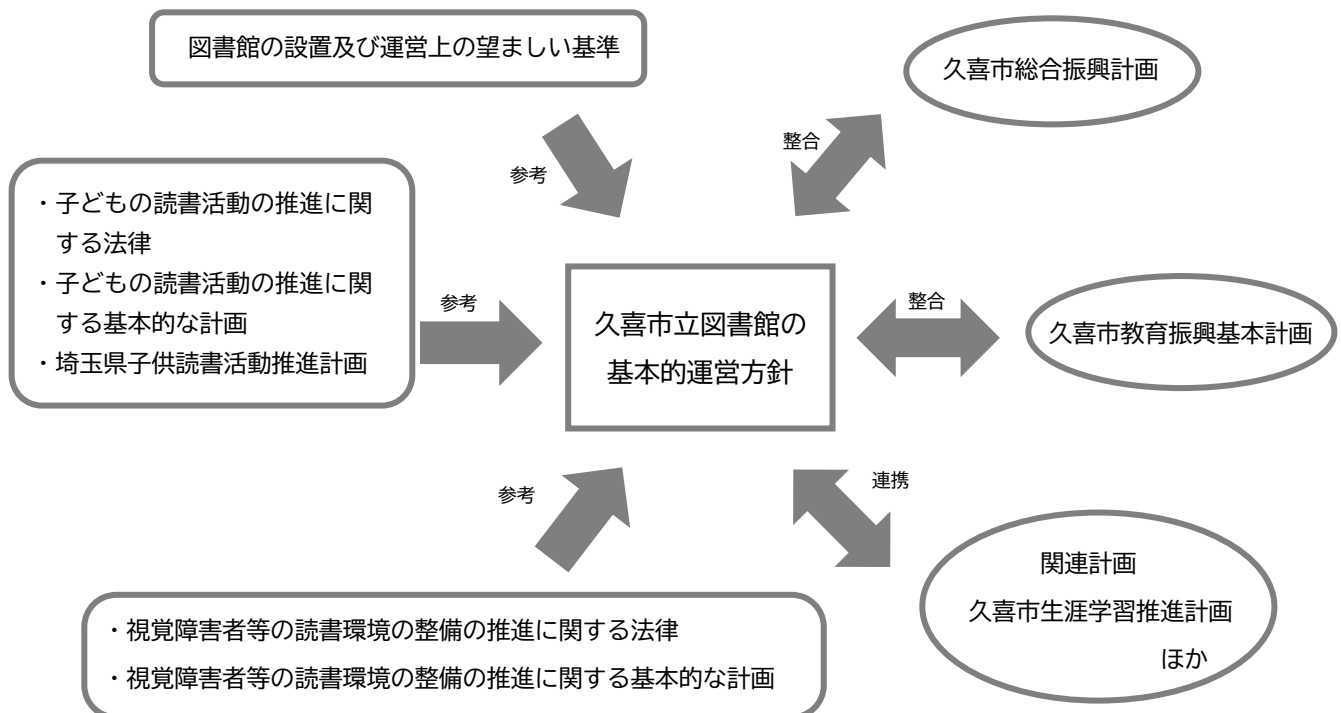 図書館の設置及び運営上の望ましい基準
久喜市総合振興計画
整合
参考
・子どもの読書活動の推進に関
する法律
・子どもの読書活動の推進に関
する基本的な計画
・埼玉県子供読書活動推進計画
参考
久喜市立図書館の
基本的運営方針
整合
久喜市教育振興基本計画
参考
連携
関連計画
久喜市生涯学習推進計画
ほか
・視覚障害者等の読書環境の整備の推進に関する法律
・視覚障害者等の読書環境の整備の推進に関する基本的な計画